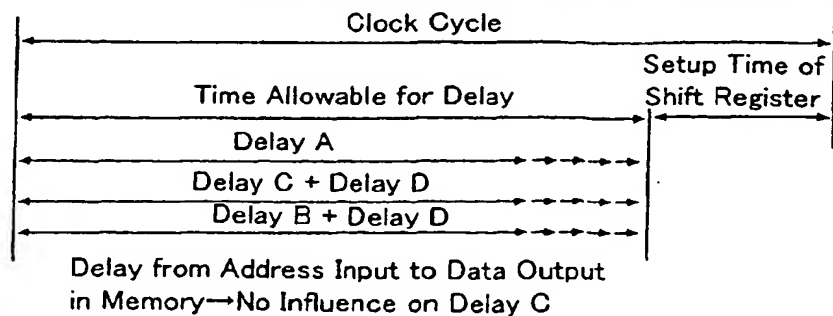 Clock Cycle
Setup Time of
Shift Register
Time Allowable for Delay
Delay A
Delay C + Delay D
Delay B + Delay D
Delay from Address Input to Data Output
in Memory→No Influence on Delay C